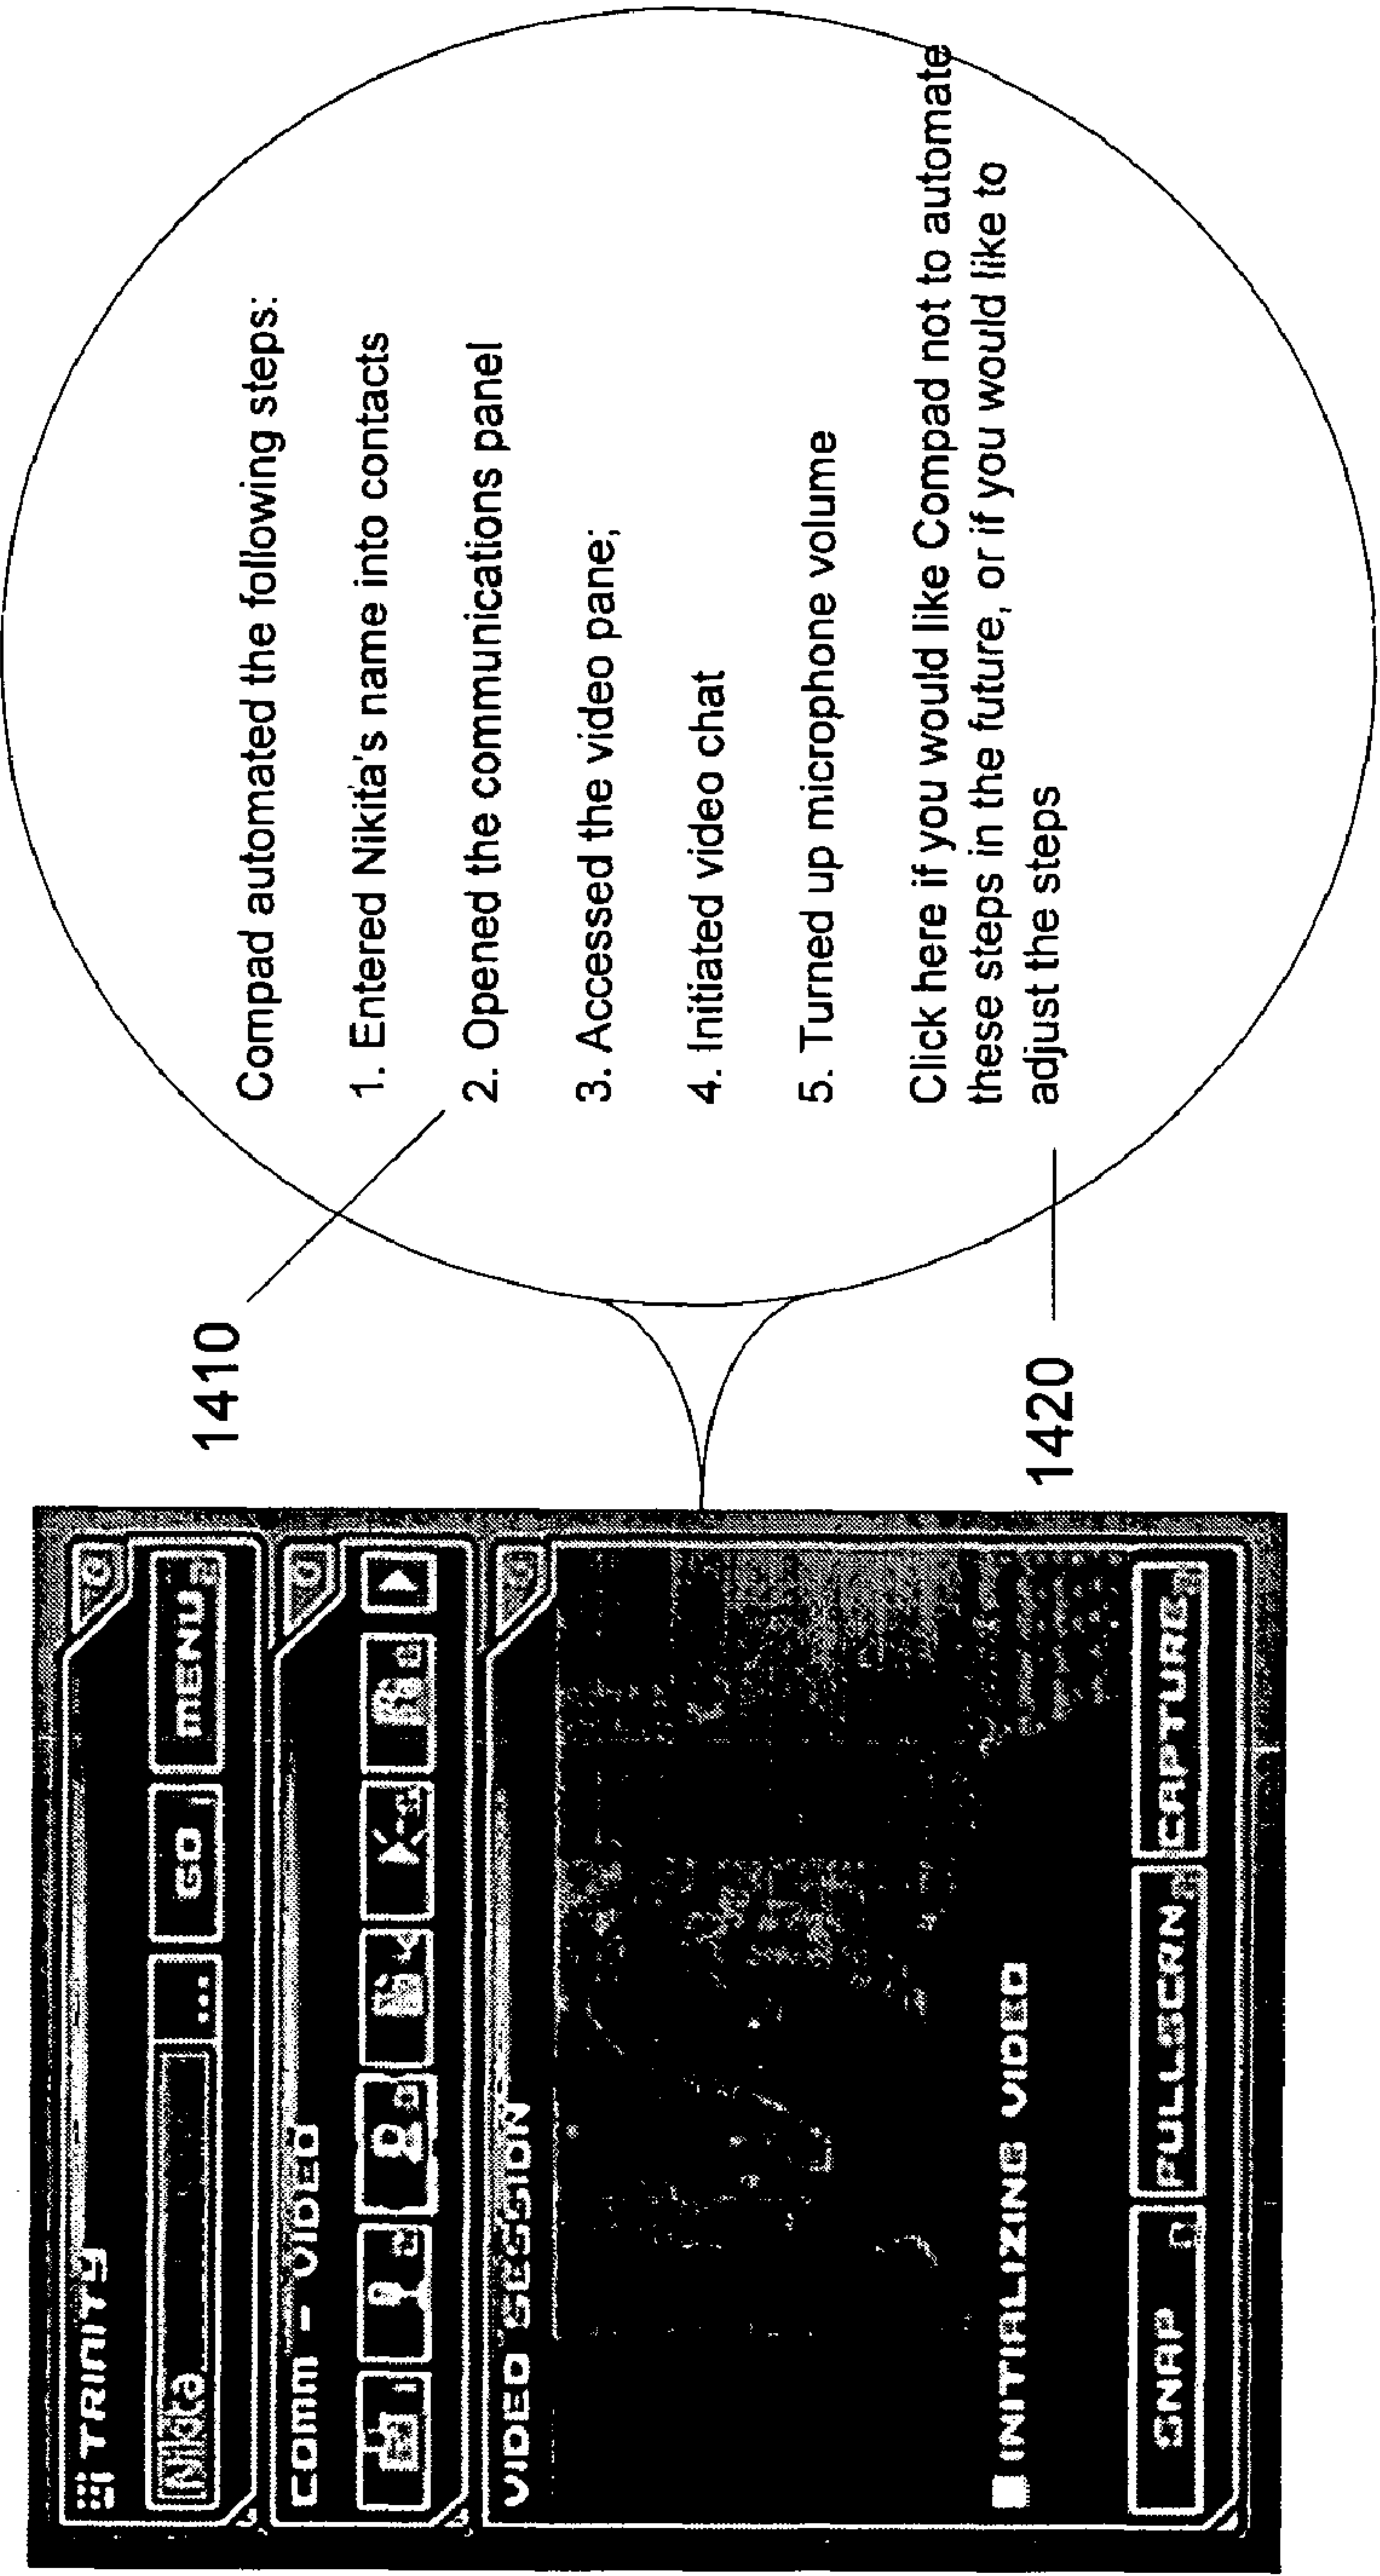 TRINITY
Nikita ... GO MENU
COMM - VIDEO
VIDEO SESSION
INITIALIZING VIDEO
SNAP FULLSCRN CAPTURE
1410
1420
Compad automated the following steps:
1. Entered Nikita's name into contacts
2. Opened the communications panel
3. Accessed the video pane;
4. Initiated video chat
5. Turned up microphone volume
Click here if you would like Compad not to automate
these steps in the future, or if you would like to
adjust the steps